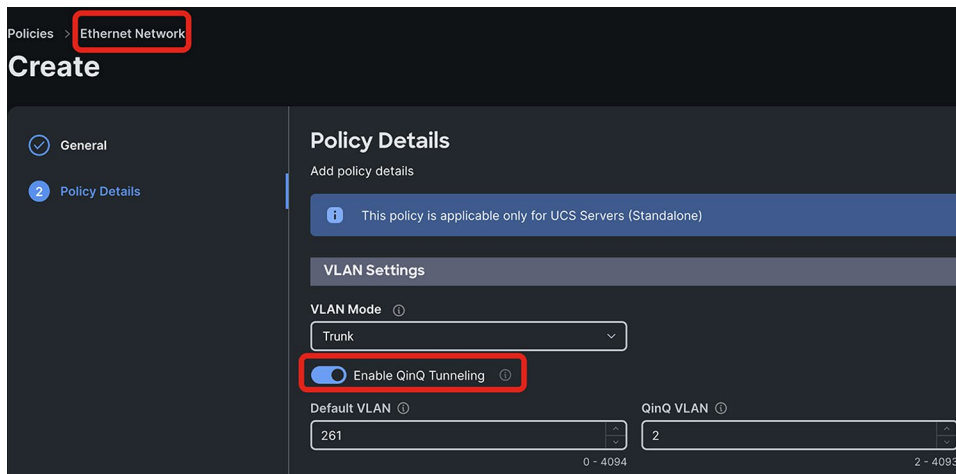 Policies > Ethernet Network
Create
General
Policy Details
Add policy details
i This policy is applicable only for UCS Servers (Standalone)
VLAN Settings
VLAN Mode i
Trunk
2 Policy Details
Enable QinQ Tunneling i
Default VLAN i QinQ VLAN i
261 2
0 - 4094 2 - 4093